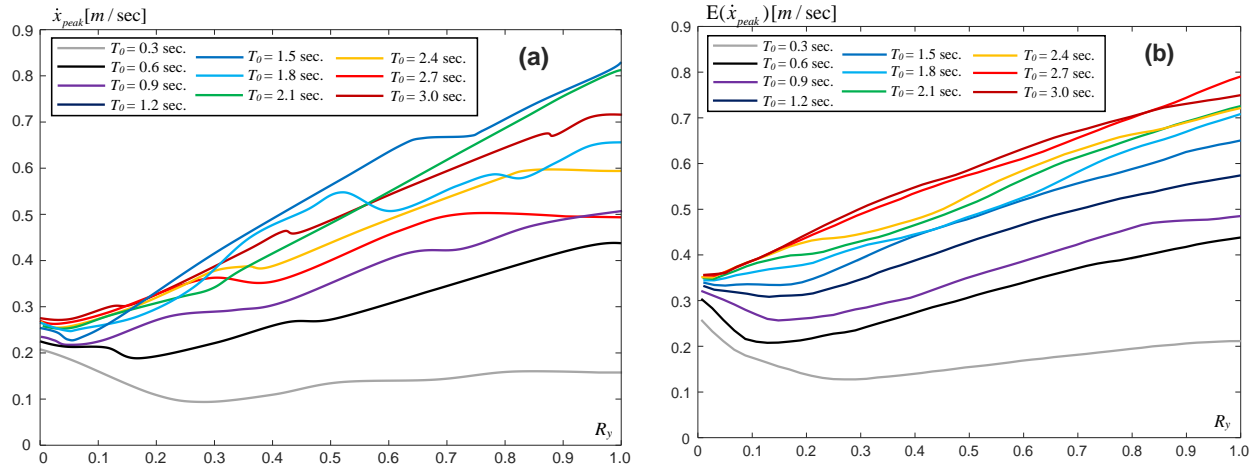 ẋpeak[m / sec]
0.9
0.8
0.7
0.6
0.5
0.4
0.3
0.2
0.1
0
T0 = 0.3 sec.
T0 = 0.6 sec.
T0 = 0.9 sec.
T0 = 1.2 sec.
T0 = 1.5 sec.
T0 = 1.8 sec.
T0 = 2.1 sec.
T0 = 2.4 sec.
T0 = 2.7 sec.
T0 = 3.0 sec.
(a)
Ry
0 0.1 0.2 0.3 0.4 0.5 0.6 0.7 0.8 0.9 1.0
E(ẋpeak)[m / sec]
0.9
0.8
0.7
0.6
0.5
0.4
0.3
0.2
0.1
0
T0 = 0.3 sec.
T0 = 0.6 sec.
T0 = 0.9 sec.
T0 = 1.2 sec.
T0 = 1.5 sec.
T0 = 1.8 sec.
T0 = 2.1 sec.
T0 = 2.4 sec.
T0 = 2.7 sec.
T0 = 3.0 sec.
(b)
Ry
0 0.1 0.2 0.3 0.4 0.5 0.6 0.7 0.8 0.9 1.0